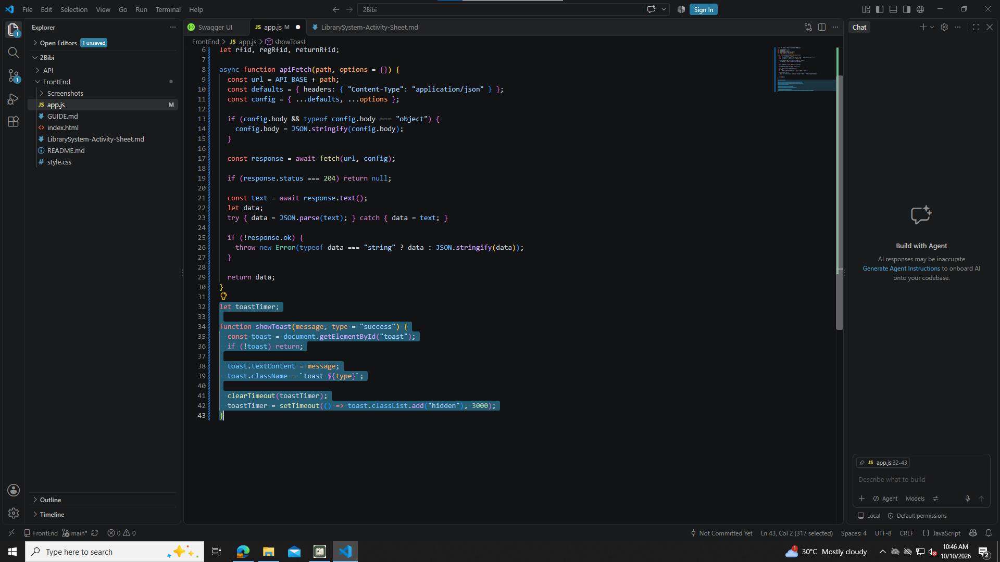 File Edit Selection View Go Run Terminal Help
2Bibi
Sign In
Explorer
Open Editors 1 unsaved
2Bibi
API
FrontEnd
Screenshots
JS app.js M
GUIDE.md
<> index.html
LibrarySystem-Activity-Sheet.md
README.md
# style.css
Outline
Timeline
Swagger UI
JS app.js M
LibrarySystem-Activity-Sheet.md
FrontEnd > JS app.js > showToast
6 let rfid, regRfid, returnRfid;
7
8 async function apiFetch(path, options = {}) {
9 const url = API_BASE + path;
10 const defaults = { headers: { "Content-Type": "application/json" } };
11 const config = { ...defaults, ...options };
12
13 if (config.body && typeof config.body === "object") {
14 config.body = JSON.stringify(config.body);
15 }
16
17 const response = await fetch(url, config);
18
19 if (response.status === 204) return null;
20
21 const text = await response.text();
22 let data;
23 try { data = JSON.parse(text); } catch { data = text; }
24
25 if (!response.ok) {
26 throw new Error(typeof data === "string" ? data : JSON.stringify(data));
27 }
28
29 return data;
30 }
31
32 let toastTimer;
33
34 function showToast(message, type = "success") {
35 const toast = document.getElementById("toast");
36 if (!toast) return;
37
38 toast.textContent = message;
39 toast.className = `toast ${type}`;
40
41 clearTimeout(toastTimer);
42 toastTimer = setTimeout(() => toast.classList.add("hidden"), 3000);
43 }
Chat
Build with Agent
AI responses may be inaccurate
Generate Agent Instructions to onboard AI
onto your codebase.
JS app.js:32-43
Describe what to build
Agent Models
Local Default permissions
FrontEnd main* 0 0
Not Committed Yet Ln 43, Col 2 (317 selected) Spaces: 4 UTF-8 CRLF { } JavaScript
Type here to search
30°C Mostly cloudy
10:46 AM
10/10/2026
2